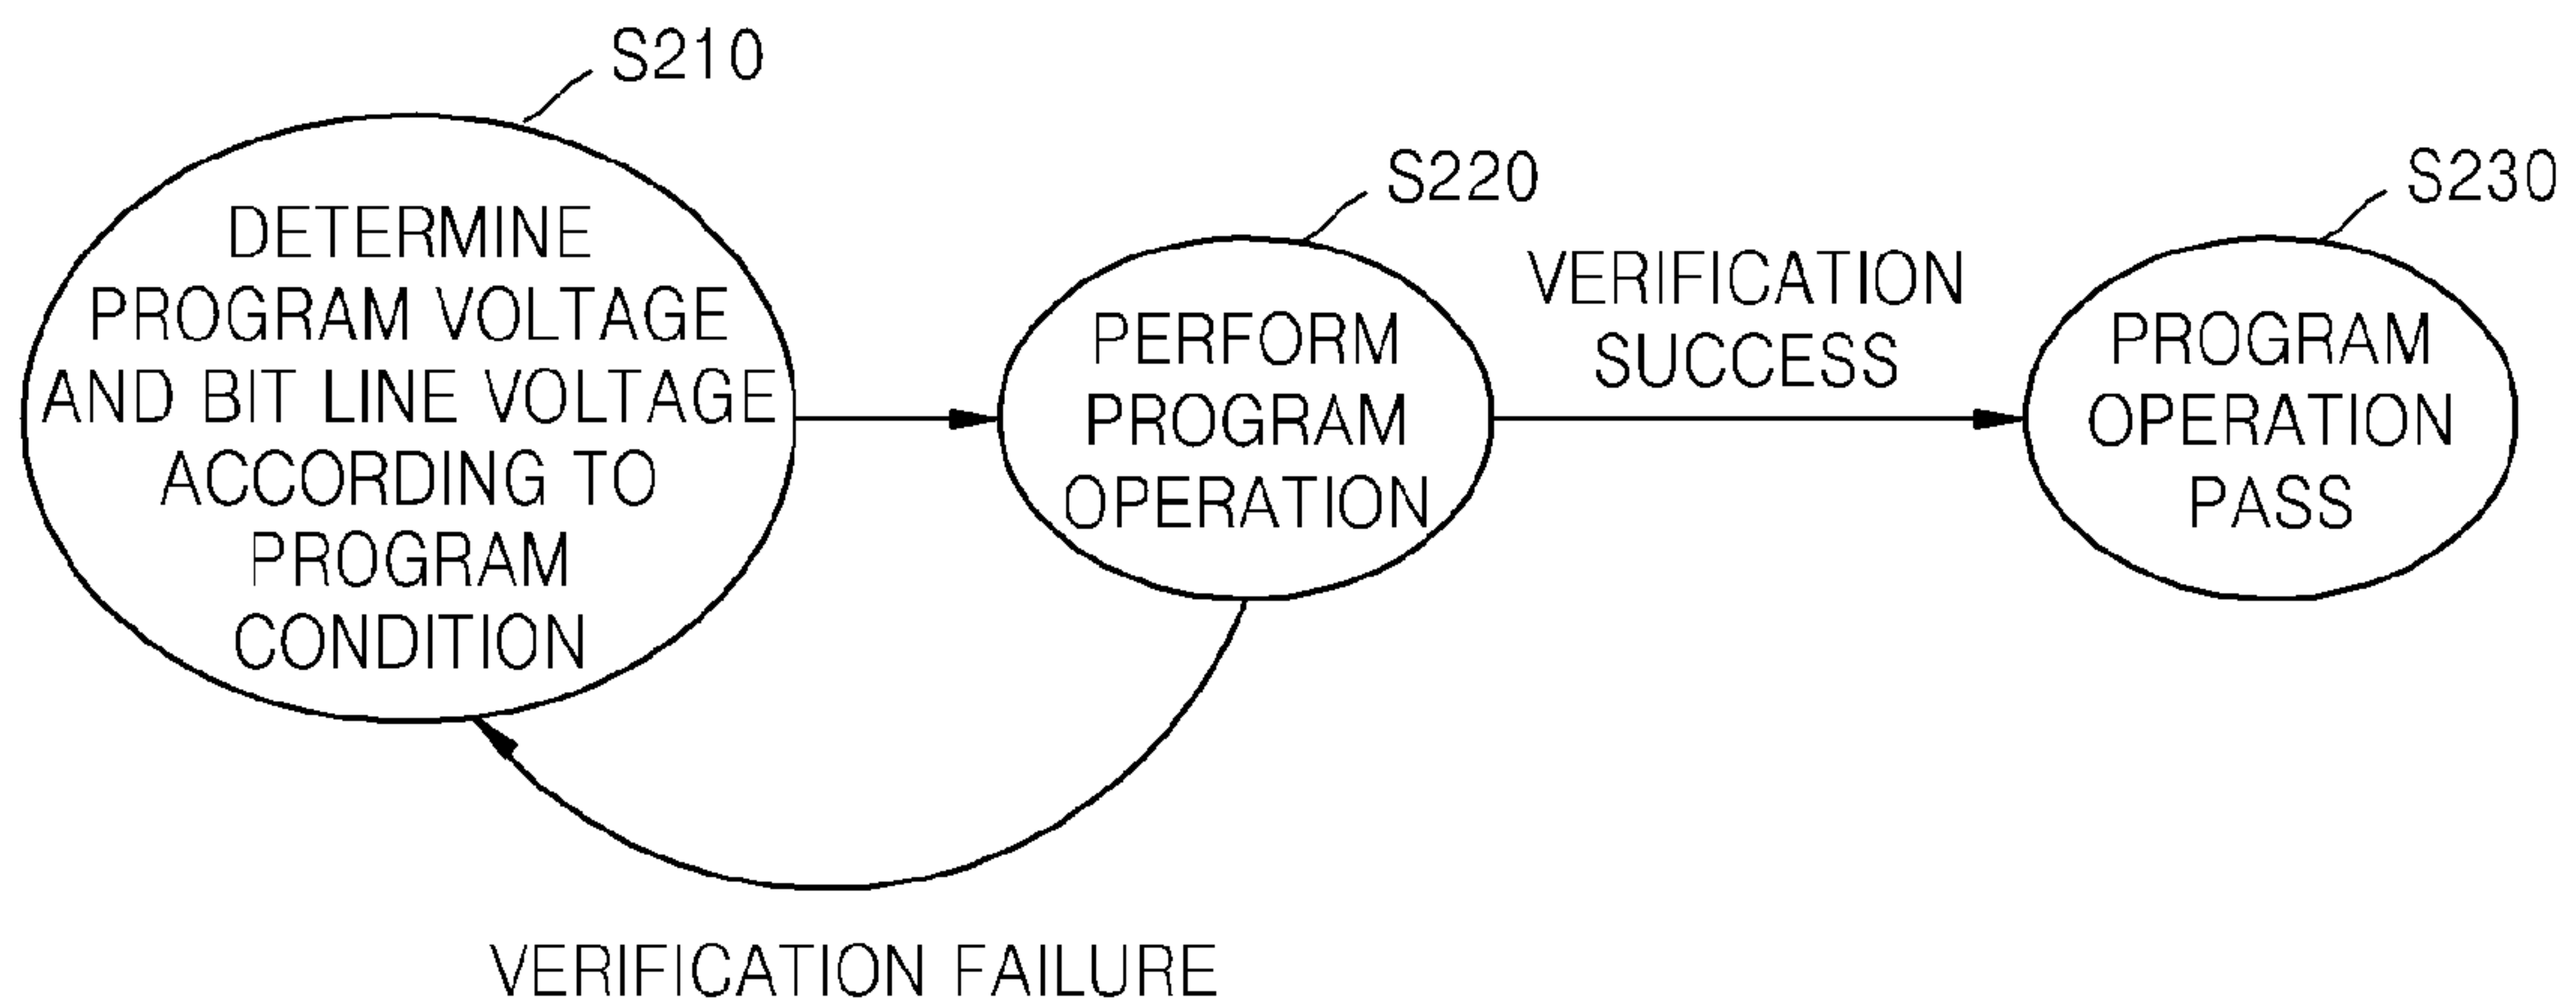 S210
DETERMINE
PROGRAM VOLTAGE
AND BIT LINE VOLTAGE
ACCORDING TO
PROGRAM
CONDITION
S220
PERFORM
PROGRAM
OPERATION
VERIFICATION
SUCCESS
S230
PROGRAM
OPERATION
PASS
VERIFICATION FAILURE